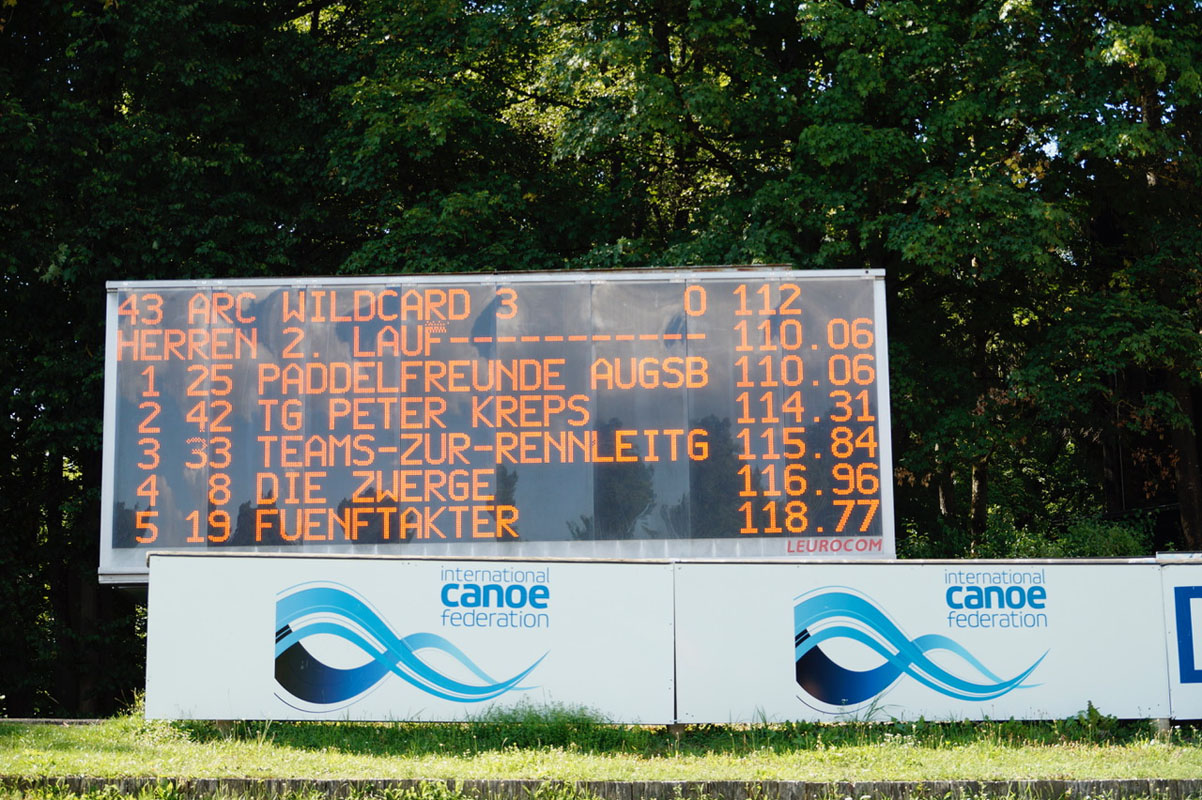 43 ARC WILDCARD 3 0 112
HERREN 2. LAUF----------- 110.06
1 25 PADDELFREUNDE AUGSB 110.06
2 42 TG PETER KREPS 114.31
3 33 TEAMS-ZUR-RENNLEITG 115.84
4 8 DIE ZWERGE 116.96
5 19 FUENFTAKTER 118.77
LEUROCOM
international
canoe
federation
international
canoe
federation